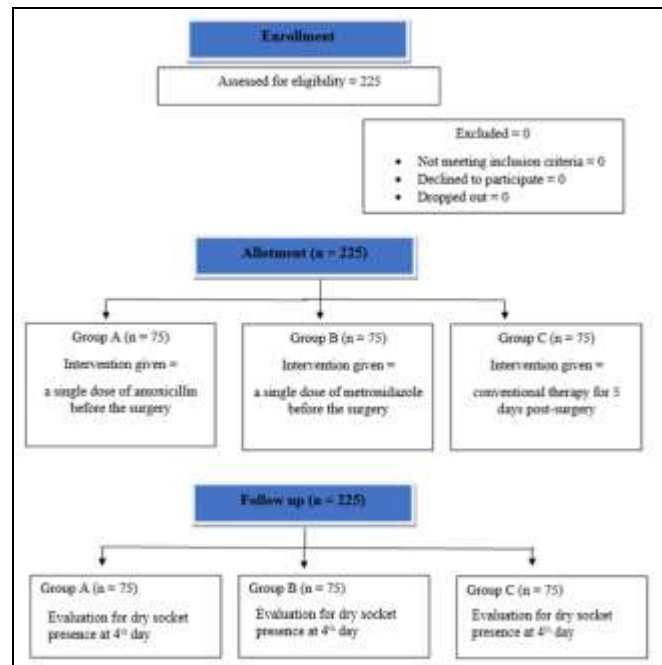 Enrollment
Assessed for eligibility = 225
Excluded = 0
• Not meeting inclusion criteria = 0
• Declined to participate = 0
• Dropped out = 0
Allotment (n = 225)
Group A (n = 75)
Intervention given =
a single dose of amoxicillin
before the surgery
Group B (n = 75)
Intervention given =
a single dose of metronidazole
before the surgery
Group C (n = 75)
Intervention given =
conventional therapy for 5
days post-surgery
Follow up (n = 225)
Group A (n = 75)
Evaluation for dry socket
presence at 4th day
Group B (n = 75)
Evaluation for dry socket
presence at 4th day
Group C (n = 75)
Evaluation for dry socket
presence at 4th day